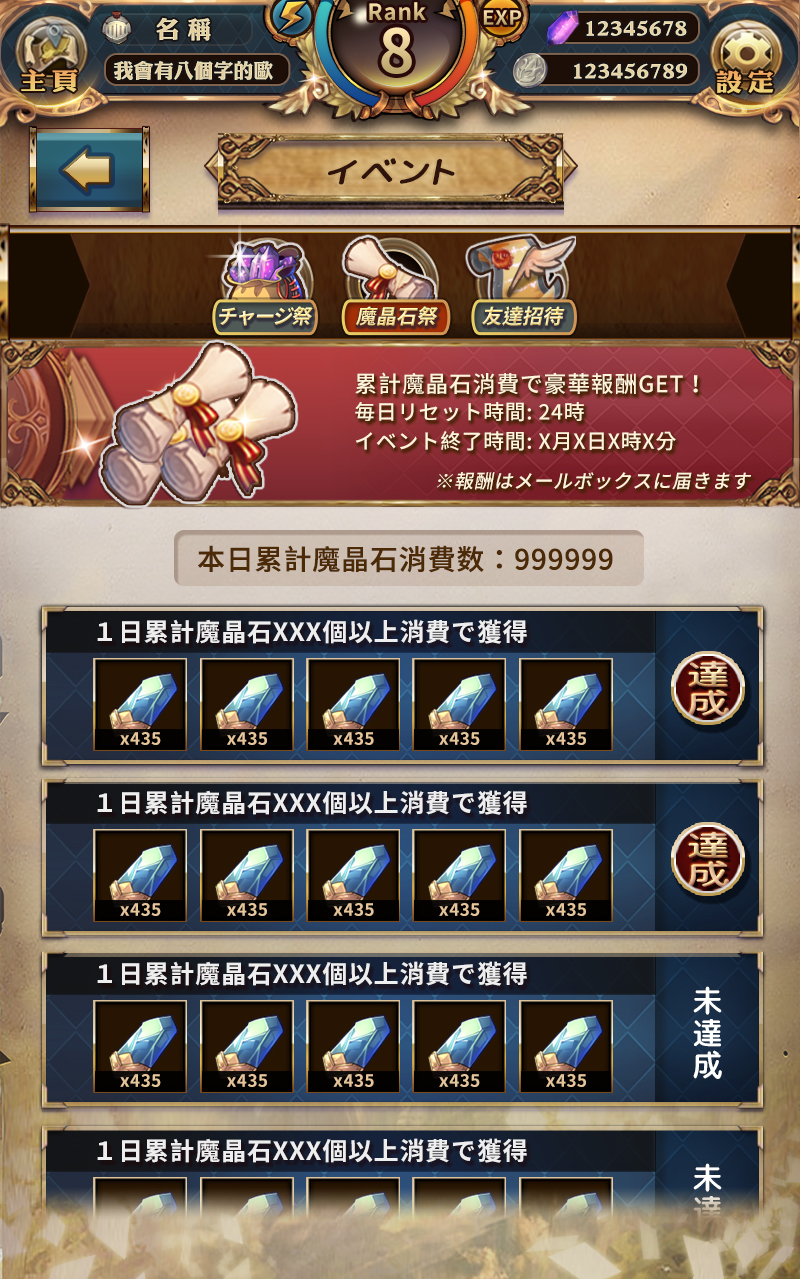 Rank
8
EXP
名稱
12345678
主頁
我會有八個字的歐
123456789
設定
イベント
チャージ祭
魔晶石祭
友達招待
累計魔晶石消費で豪華報酬GET！
毎日リセット時間: 24時
イベント終了時間: X月X日X時X分
※報酬はメールボックスに届きます
本日累計魔晶石消費数：999999
１日累計魔晶石XXX個以上消費で獲得
達成
x435 x435 x435 x435 x435
１日累計魔晶石XXX個以上消費で獲得
達成
x435 x435 x435 x435 x435
１日累計魔晶石XXX個以上消費で獲得
未達成
x435 x435 x435 x435 x435
１日累計魔晶石XXX個以上消費で獲得
未達